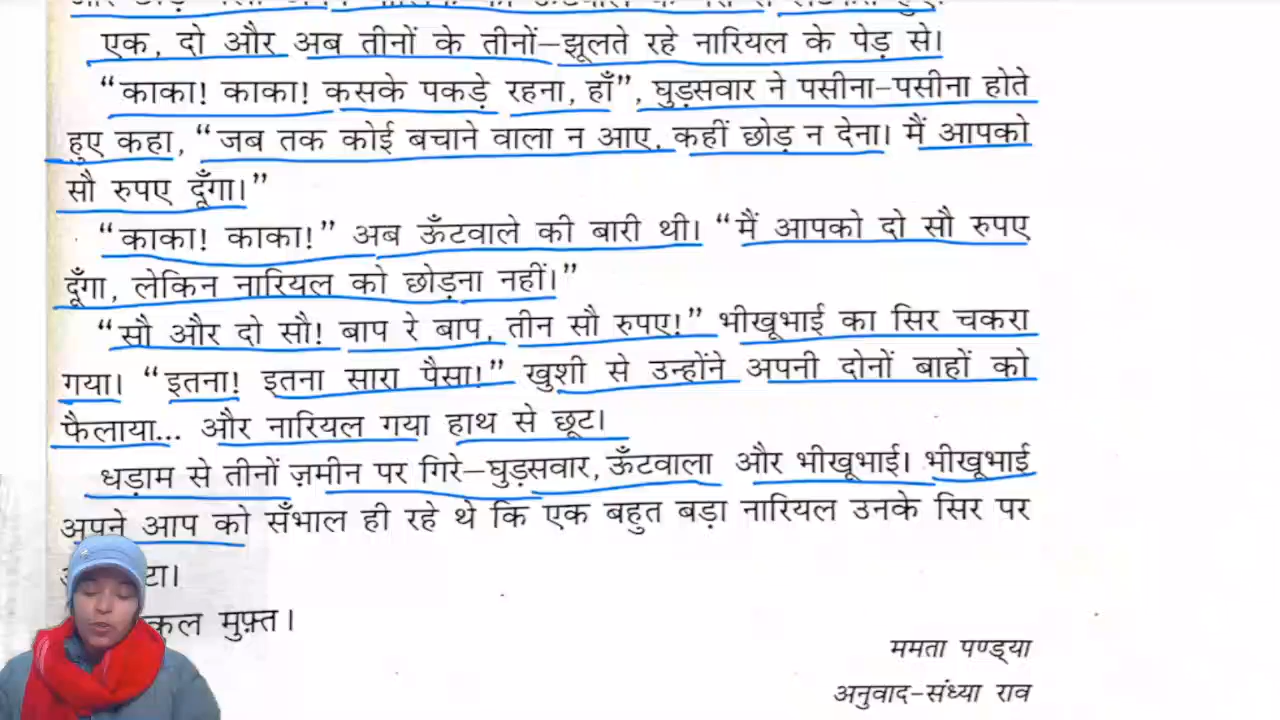 एक, दो और अब तीनों के तीनों–झूलते रहे नारियल के पेड़ से।
“काका! काका! कसके पकड़े रहना, हाँ”, घुड़सवार ने पसीना-पसीना होते
हुए कहा, “जब तक कोई बचाने वाला न आए, कहीं छोड़ न देना। मैं आपको
सौ रुपए दूँगा।”
“काका! काका!” अब ऊँटवाले की बारी थी। “मैं आपको दो सौ रुपए
दूँगा, लेकिन नारियल को छोड़ना नहीं।”
“सौ और दो सौ! बाप रे बाप, तीन सौ रुपए!” भीखूभाई का सिर चकरा
गया। “इतना! इतना सारा पैसा!” खुशी से उन्होंने अपनी दोनों बाहों को
फैलाया... और नारियल गया हाथ से छूट।
धड़ाम से तीनों ज़मीन पर गिरे–घुड़सवार, ऊँटवाला और भीखूभाई। भीखूभाई
अपने आप को सँभाल ही रहे थे कि एक बहुत बड़ा नारियल उनके सिर पर
मुफ़्त।
ममता पण्ड्या
अनुवाद-संध्या राव